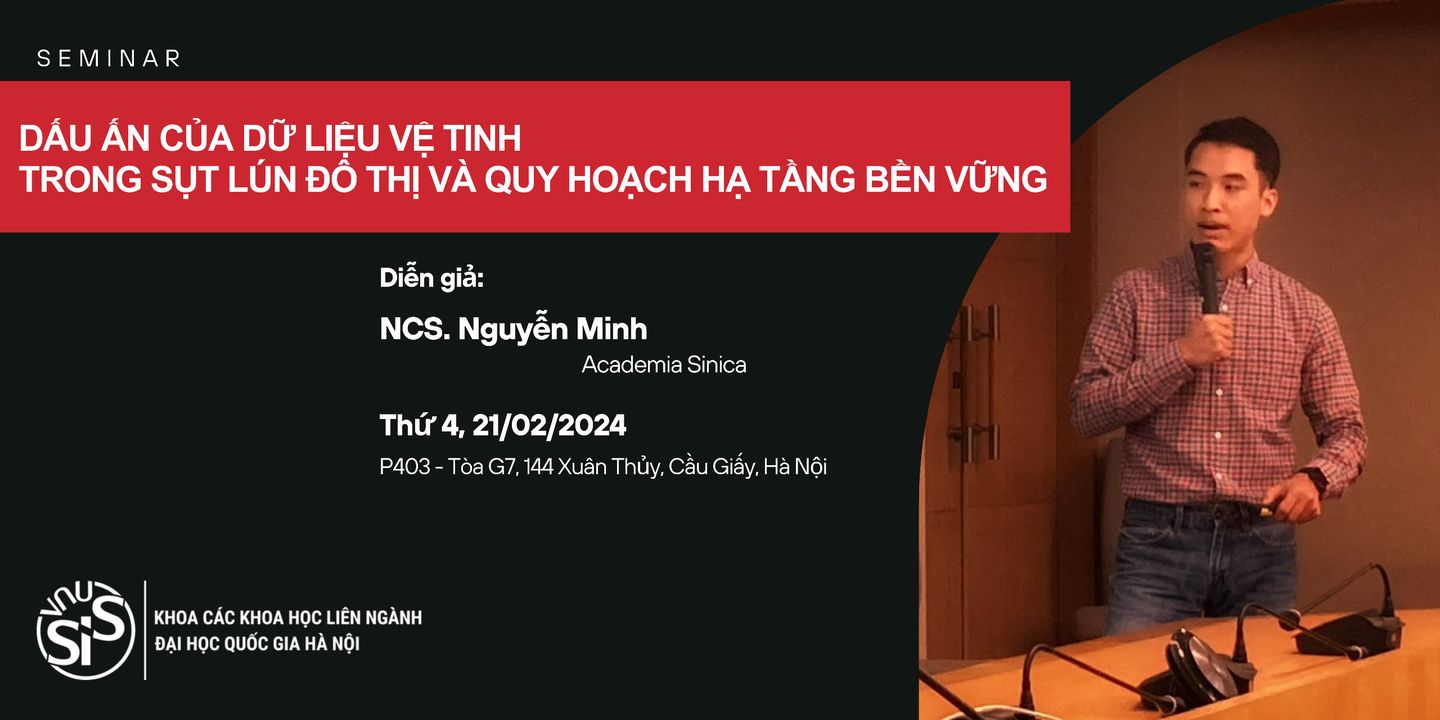 SEMINAR
DẤU ẤN CỦA DỮ LIỆU VỆ TINH
TRONG SỤT LÚN ĐÔ THỊ VÀ QUY HOẠCH HẠ TẦNG BỀN VỮNG
Diễn giả:
NCS. Nguyễn Minh
Academia Sinica
Thứ 4, 21/02/2024
P403 - Tòa G7, 144 Xuân Thủy, Cầu Giấy, Hà Nội
VNU
SIS
KHOA CÁC KHOA HỌC LIÊN NGÀNH
ĐẠI HỌC QUỐC GIA HÀ NỘI